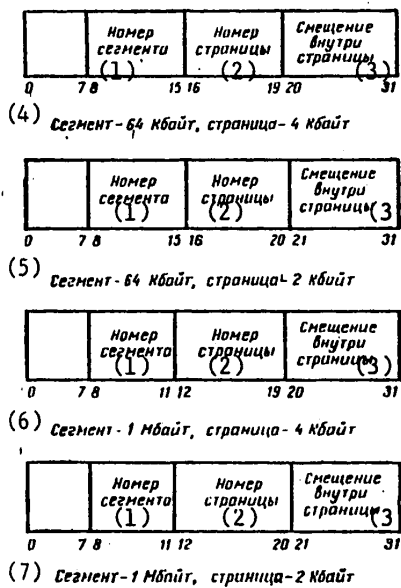 Номер Номер Смещение
сегмента страницы внутри
страницы
(1) (2) (3)
0 7 8 15 16 19 20 31
(4) Сегмент - 64 Кбайт, страница - 4 Кбайт
Номер Номер Смещение
сегмента страницы внутри
(1) (2) страницы (3
0 7 8 15 16 20 21 31
(5) Сегмент - 64 Кбайт, страница - 2 Кбайт
Номер Номер Смещение
сегмента страницы внутри
(1) (2) страницы (3)
0 7 8 11 12 19 20 31
(6) Сегмент - 1 Мбайт, страница - 4 Кбайт
Номер Номер Смещение
сегмента страницы внутри
(1) (2) страницы (3
0 7 8 11 12 20 21 31
(7) Сегмент - 1 Мбайт, страница - 2 Кбайт